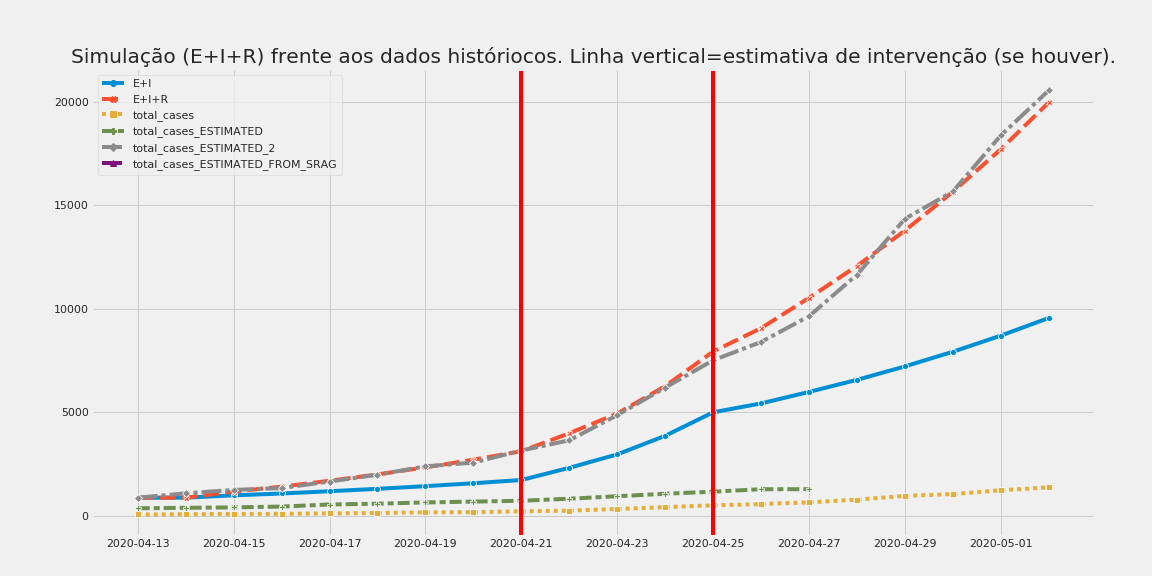 Simulação (E+I+R) frente aos dados históriocos. Linha vertical=estimativa de intervenção (se houver).
E+I
E+I+R
total_cases
total_cases_ESTIMATED
total_cases_ESTIMATED_2
total_cases_ESTIMATED_FROM_SRAG
20000
15000
10000
5000
0
2020-04-13 2020-04-15 2020-04-17 2020-04-19 2020-04-21 2020-04-23 2020-04-25 2020-04-27 2020-04-29 2020-05-01